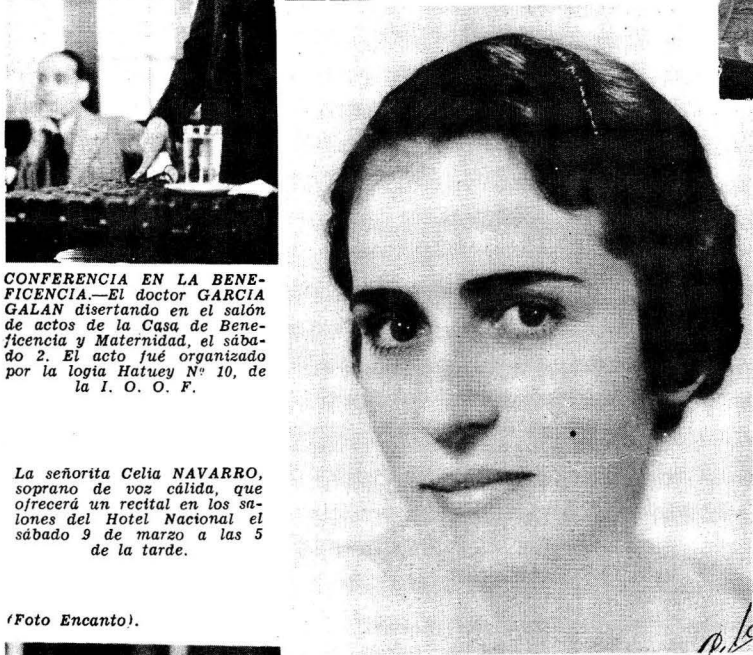 CONFERENCIA EN LA BENE-
FICENCIA.—El doctor GARCIA
GALAN disertando en el salón
de actos de la Casa de Bene-
ficencia y Maternidad, el sába-
do 2. El acto fué organizado
por la logia Hatuey Nº 10, de
la I. O. O. F.
La señorita Celia NAVARRO,
soprano de voz cálida, que
ofrecerá un recital en los sa-
lones del Hotel Nacional el
sábado 9 de marzo a las 5
de la tarde.
(Foto Encanto).